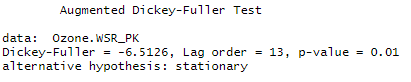 Augmented Dickey-Fuller Test
data: Ozone.WSR_PK
Dickey-Fuller = -6.5126, Lag order = 13, p-value = 0.01
alternative hypothesis: stationary